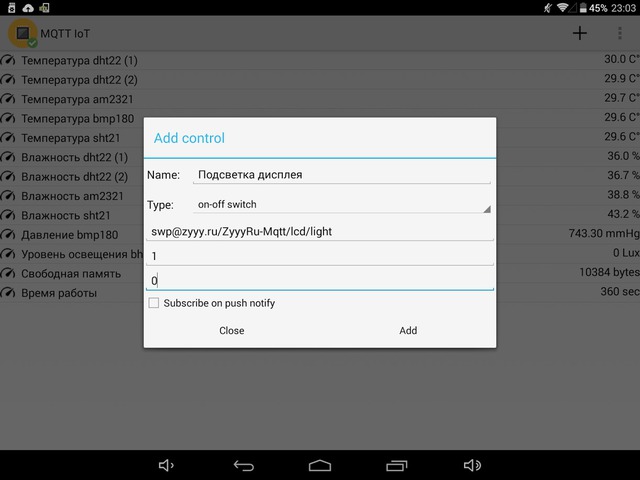 45% 23:03
MQTT IoT
Температура dht22 (1) 30.0 C°
Температура dht22 (2) 29.9 C°
Температура am2321 29.7 C°
Температура bmp180 29.6 C°
Температура sht21 29.6 C°
Влажность dht22 (1) 36.0 %
Влажность dht22 (2) 36.7 %
Влажность am2321 38.8 %
Влажность sht21 43.2 %
Давление bmp180 743.30 mmHg
Уровень освещения bh 0 Lux
Свободная память 10384 bytes
Время работы 360 sec
Add control
Name: Подсветка дисплея
Type: on-off switch
swp@zyyy.ru/ZyyyRu-Mqtt/lcd/light
1
0
Subscribe on push notify
Close Add